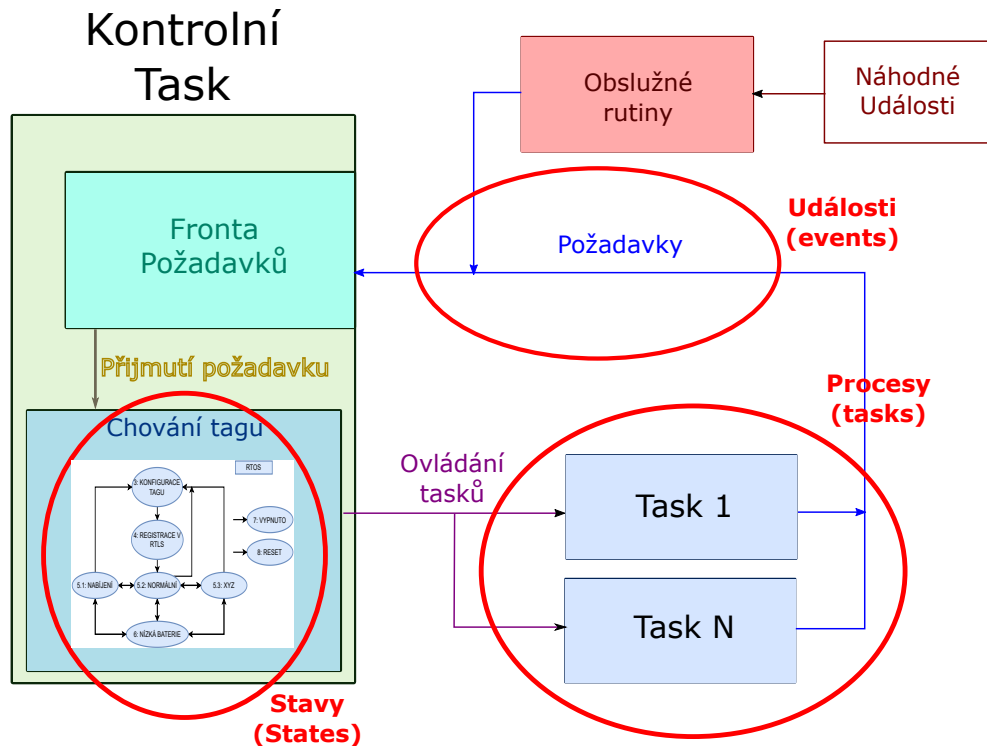 Kontrolní
Task
Obslužné
rutiny
Náhodné
Události
Fronta
Požadavků
Požadavky
Události
(events)
Přijmutí požadavku
Procesy
(tasks)
Chování tagu
RTOS
3: KONFIGURACE
TAGU
4: REGISTRACE V
RTLS
7: VYPNUTO
8: RESET
5.1: NABÍJENÍ
5.2: NORMÁLNÍ
5.3: XYZ
6: NÍZKÁ BATERIE
Ovládání
tasků
Task 1
Task N
Stavy
(States)